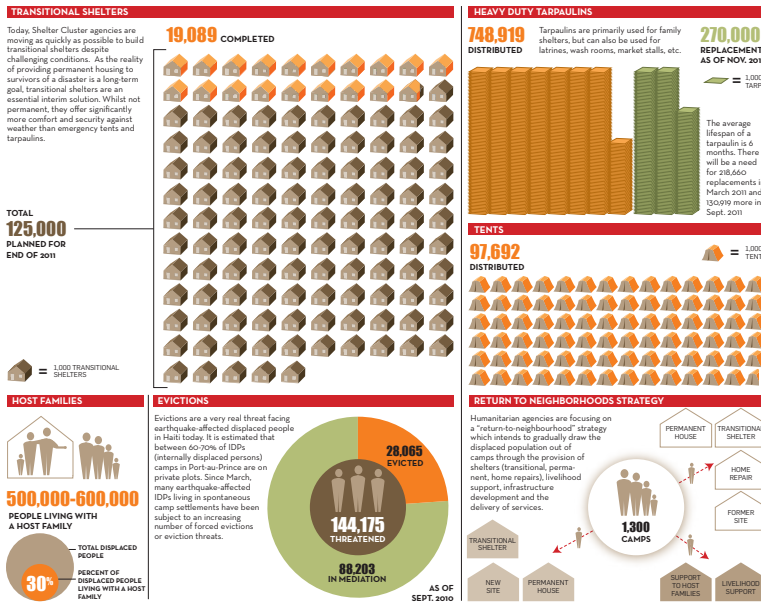 TRANSITIONAL SHELTERS
Today, Shelter Cluster agencies are
moving as quickly as possible to build
transitional shelters despite
challenging conditions. As the reality
of providing permanent housing to
survivors of a disaster is a long-term
goal, transitional shelters are an
essential interim solution. Whilst not
permanent, they offer significantly
more comfort and security against
weather than emergency tents and
tarpaulins.
19,089 COMPLETED
TOTAL
125,000
PLANNED FOR
END OF 2011
= 1,000 TRANSITIONAL
SHELTERS
HEAVY DUTY TARPAULINS
748,919
DISTRIBUTED
Tarpaulins are primarily used for family
shelters, but can also be used for
latrines, wash rooms, market stalls, etc.
270,000
REPLACEMENT
AS OF NOV. 201
= 1,000
TARP
The average
lifespan of a
tarpaulin is 6
months. There
will be a need
for 218,660
replacements i
March 2011 and
130,919 more in
Sept. 2011
TENTS
97,692
DISTRIBUTED
= 1,000
TENT
HOST FAMILIES
500,000-600,000
PEOPLE LIVING WITH
A HOST FAMILY
TOTAL DISPLACED
PEOPLE
30%
PERCENT OF
DISPLACED PEOPLE
LIVING WITH A HOST
FAMILY
EVICTIONS
Evictions are a very real threat facing
earthquake-affected displaced people
in Haiti today. It is estimated that
between 60-70% of IDPs
(internally displaced persons)
camps in Port-au-Prince are on
private plots. Since March,
many earthquake-affected
IDPs living in spontaneous
camp settlements have been
subject to an increasing
number of forced evictions
or eviction threats.
28,065
EVICTED
144,175
THREATENED
88,203
IN MEDIATION
AS OF
SEPT. 2010
RETURN TO NEIGHBORHOODS STRATEGY
Humanitarian agencies are focusing on
a "return-to-neighbourhood" strategy
which intends to gradually draw the
displaced population out of
camps through the provision of
shelters (transitional, perma-
nent, home repairs), livelihood
support, infrastructure
development and the
delivery of services.
PERMANENT
HOUSE
TRANSITIONAL
SHELTER
HOME
REPAIR
FORMER
SITE
1,300
CAMPS
TRANSITIONAL
SHELTER
NEW
SITE
PERMANENT
HOUSE
SUPPORT
TO HOST
FAMILIES
LIVELIHOOD
SUPPORT